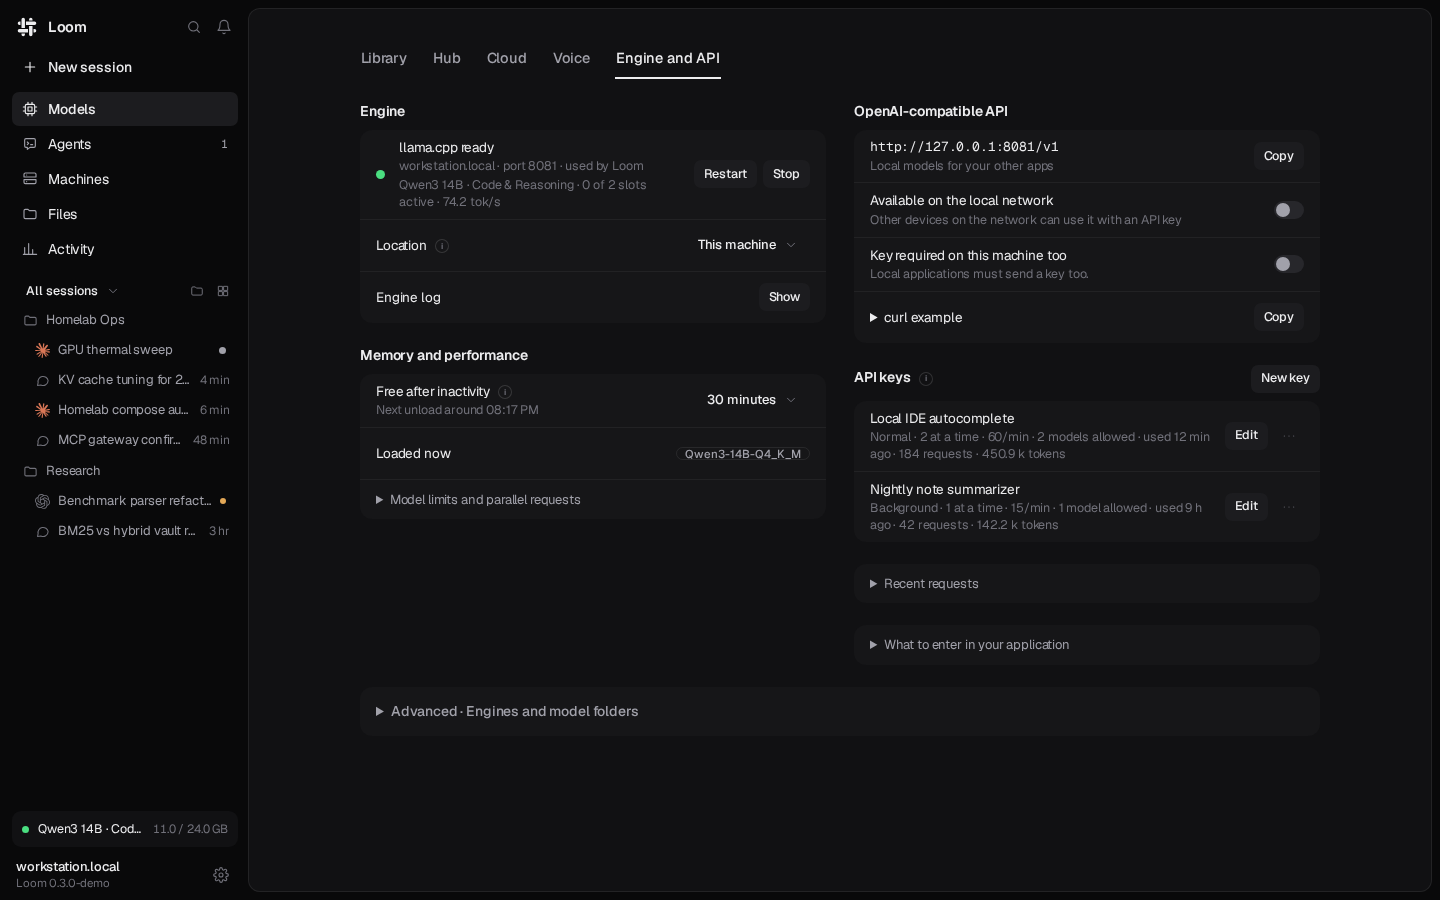 Loom
New session
Models
Agents 1
Machines
Files
Activity
All sessions
Homelab Ops
GPU thermal sweep
KV cache tuning for 2... 4 min
Homelab compose au... 6 min
MCP gateway confir... 48 min
Research
Benchmark parser refact...
BM25 vs hybrid vault r... 3 hr
Qwen3 14B · Cod... 11.0 / 24.0 GB
workstation.local
Loom 0.3.0-demo
Library Hub Cloud Voice Engine and API
Engine
llama.cpp ready
workstation.local · port 8081 · used by Loom
Qwen3 14B · Code & Reasoning · 0 of 2 slots
active · 74.2 tok/s
Restart Stop
Location This machine
Engine log Show
Memory and performance
Free after inactivity
Next unload around 08:17 PM
30 minutes
Loaded now Qwen3-14B-Q4_K_M
Model limits and parallel requests
OpenAI-compatible API
http://127.0.0.1:8081/v1
Local models for your other apps
Copy
Available on the local network
Other devices on the network can use it with an API key
Key required on this machine too
Local applications must send a key too.
curl example Copy
API keys New key
Local IDE autocomplete
Normal · 2 at a time · 60/min · 2 models allowed · used 12 min
ago · 184 requests · 450.9 k tokens
Edit ...
Nightly note summarizer
Background · 1 at a time · 15/min · 1 model allowed · used 9 h
ago · 42 requests · 142.2 k tokens
Edit ...
Recent requests
What to enter in your application
Advanced · Engines and model folders